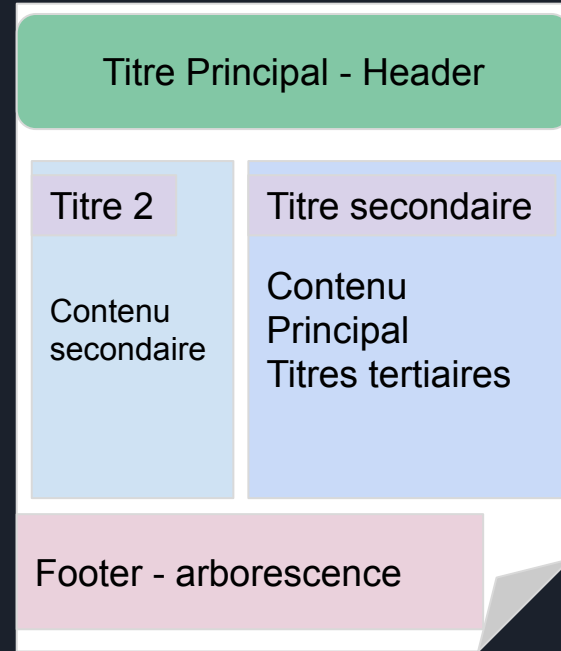 Titre Principal - Header
Titre 2
Contenu
secondaire
Titre secondaire
Contenu
Principal
Titres tertiaires
Footer - arborescence